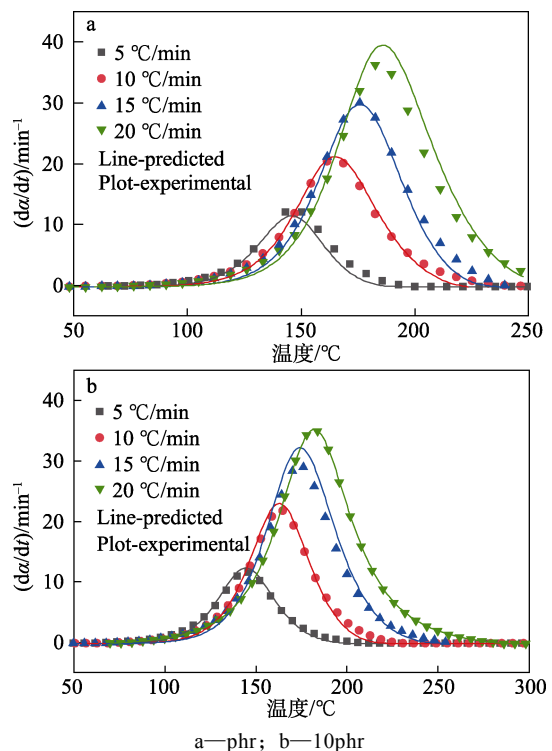 a
5 ℃/min
10 ℃/min
15 ℃/min
20 ℃/min
Line-predicted
Plot-experimental
(dα/dt)/min⁻¹
40
30
20
10
0
50 100 150 200 250
温度/℃
b
5 ℃/min
10 ℃/min
15 ℃/min
20 ℃/min
Line-predicted
Plot-experimental
(dα/dt)/min⁻¹
40
30
20
10
0
50 100 150 200 250 300
温度/℃
a—phr；b—10phr